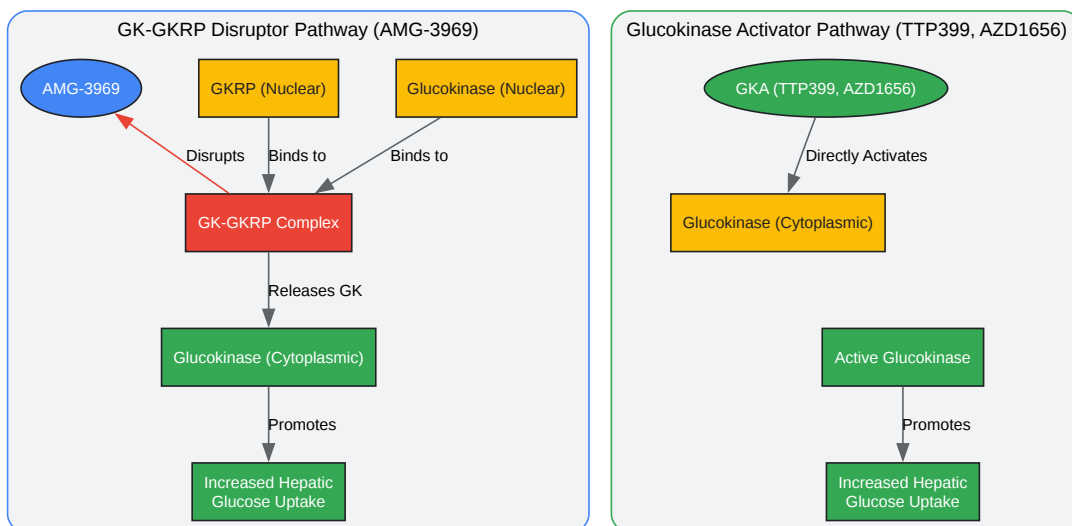 GK-GKRP Disruptor Pathway (AMG-3969)
AMG-3969
GKRP (Nuclear)
Glucokinase (Nuclear)
Disrupts
Binds to
Binds to
GK-GKRP Complex
Releases GK
Glucokinase (Cytoplasmic)
Promotes
Increased Hepatic
Glucose Uptake
Glucokinase Activator Pathway (TTP399, AZD1656)
GKA (TTP399, AZD1656)
Directly Activates
Glucokinase (Cytoplasmic)
Active Glucokinase
Promotes
Increased Hepatic
Glucose Uptake